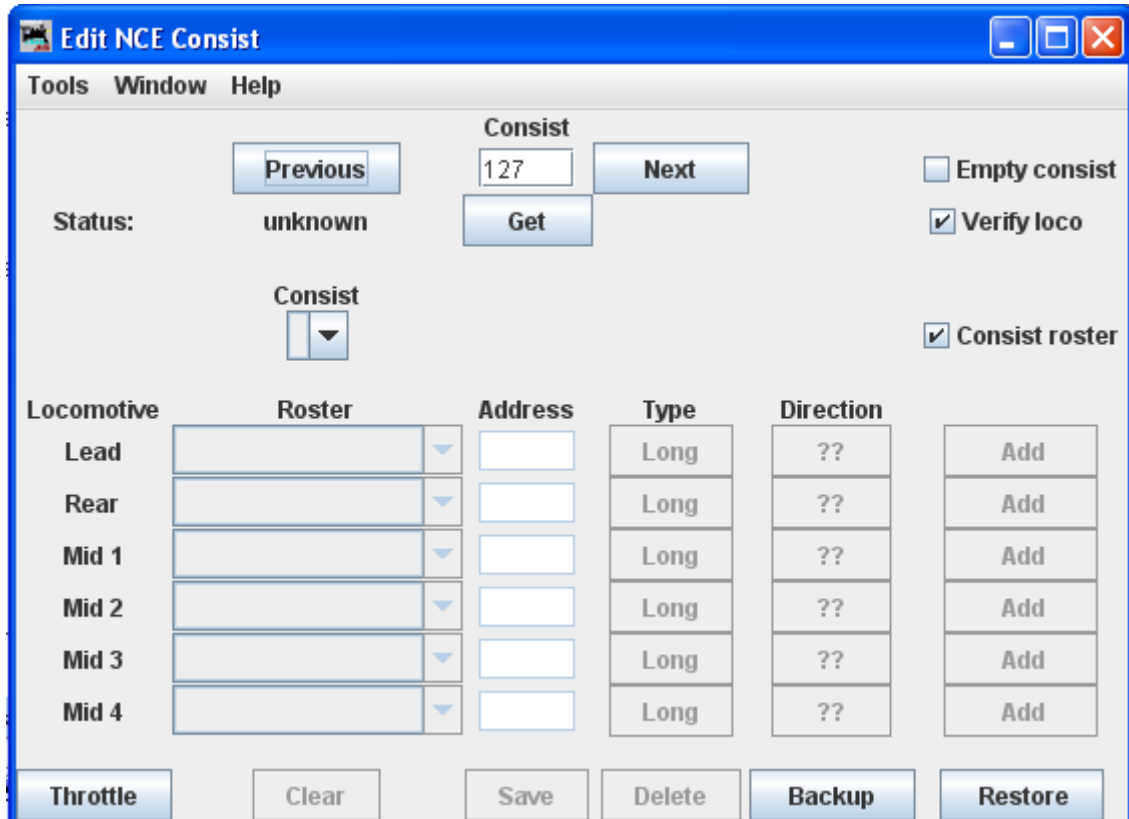 Edit NCE Consist
Tools Window Help
Consist
Previous 127 Next Empty consist
Status: unknown Get Verify loco
Consist
Consist roster
Locomotive Roster Address Type Direction
Lead Long ?? Add
Rear Long ?? Add
Mid 1 Long ?? Add
Mid 2 Long ?? Add
Mid 3 Long ?? Add
Mid 4 Long ?? Add
Throttle Clear Save Delete Backup Restore